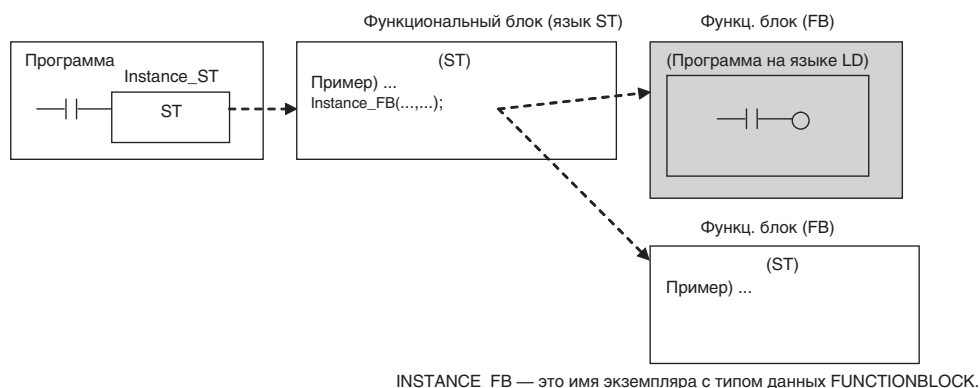 Функциональный блок (язык ST)
Функц. блок (FB)
Программа
Instance_ST
ST
(ST)
Пример) ...
Instance_FB(...,...);
(Программа на языке LD)
Функц. блок (FB)
(ST)
Пример) ...
INSTANCE_FB — это имя экземпляра с типом данных FUNCTIONBLOCK.